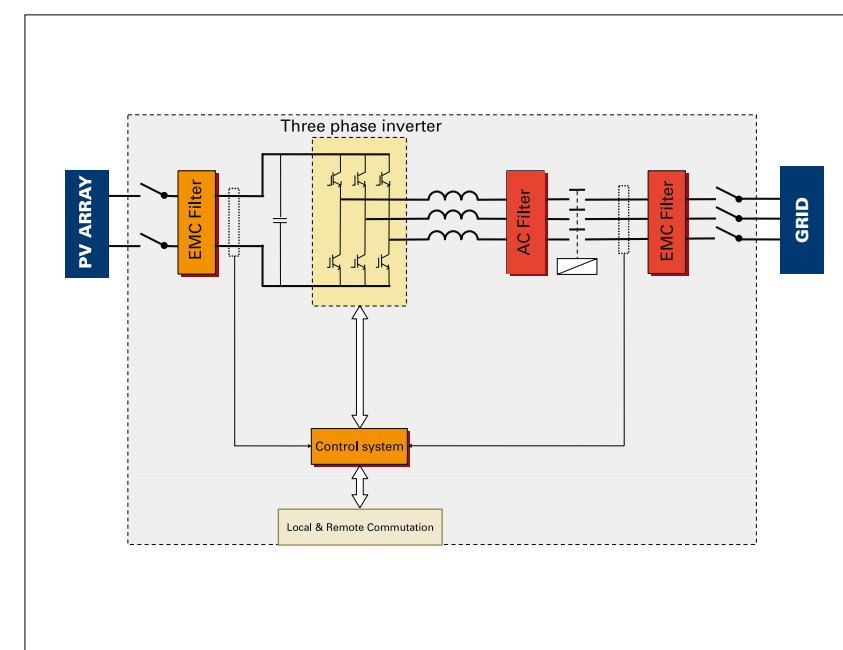 Three phase inverter
PV ARRAY
EMC Filter
AC Filter
EMC Filter
GRID
Control system
Local & Remote Commutation